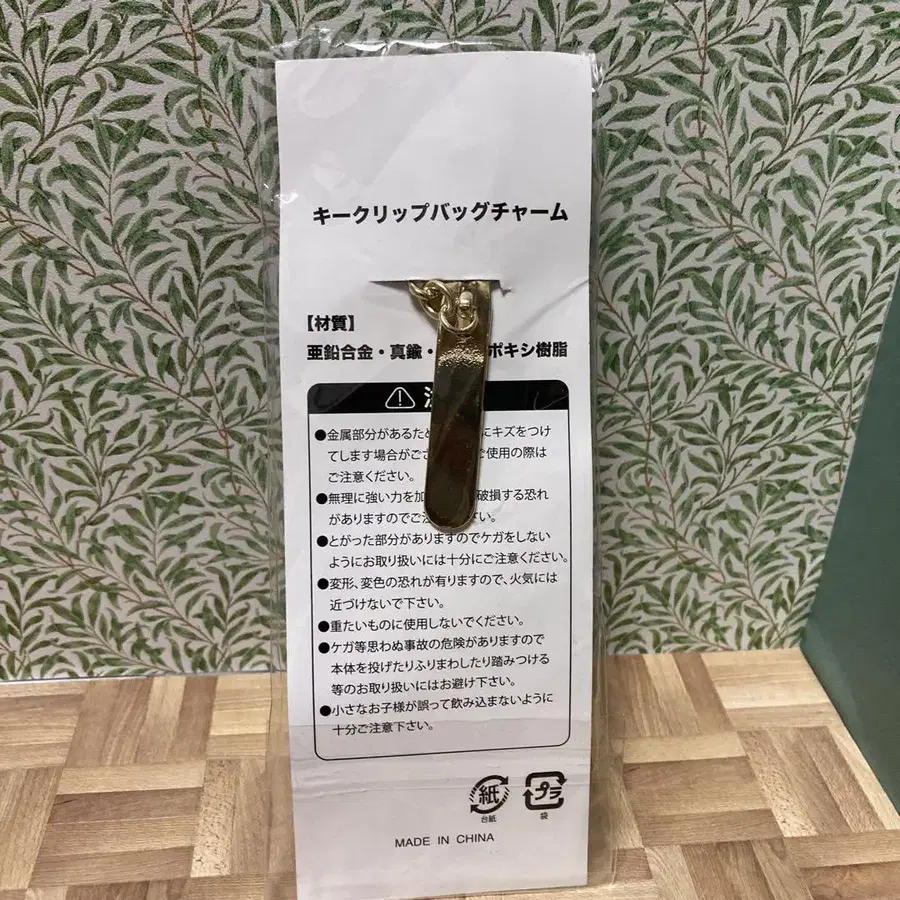 キークリップバッグチャーム
【材質】
亜鉛合金・真鍮・ポキシ樹脂
金属部分があるため にキズをつけ
てします場合がござ ご使用の際は
ご注意ください。
無理に強い力を加 破損する恐れ
がありますのでご注 さい。
とがった部分がありますのでケガをしない
ようにお取り扱いには十分にご注意ください。
変形、変色の恐れが有りますので、火気には
近づけないで下さい。
重たいものに使用しないでください。
ケガ等思わぬ事故の危険がありますので
本体を投げたりふりまわしたり踏みつける
等のお取り扱いにはお避け下さい。
小さなお子様が誤って飲み込まないように
十分ご注意下さい。
紙 プラ
台紙 袋
MADE IN CHINA